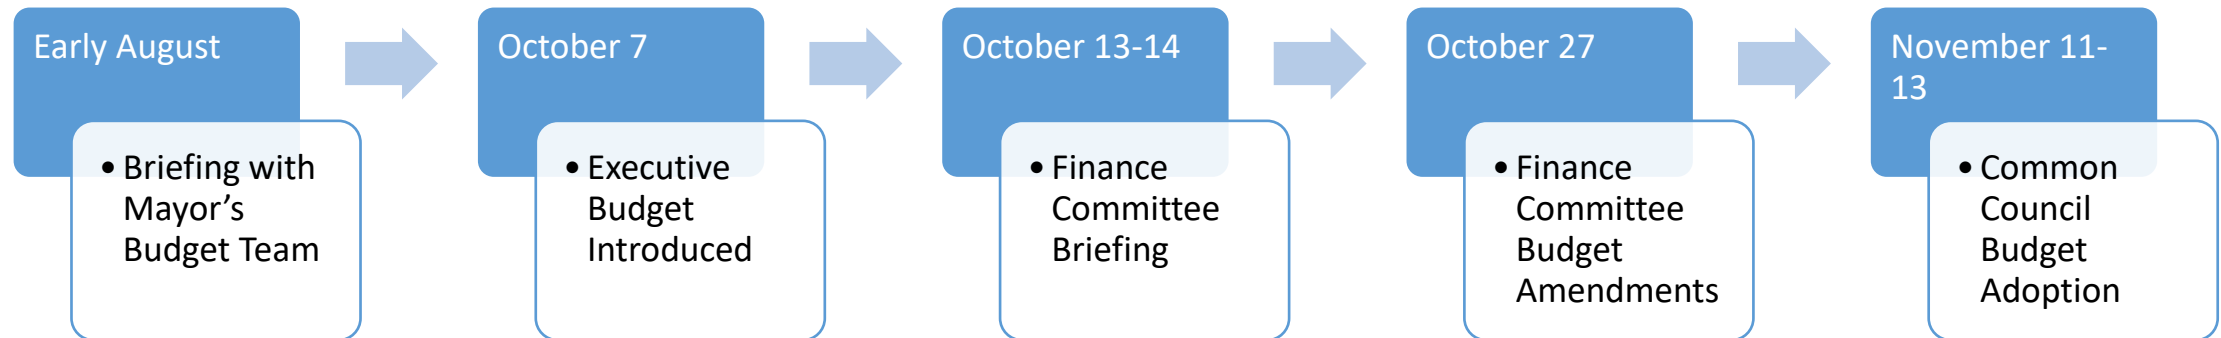 Early August
• Briefing with
Mayor’s
Budget Team
October 7
• Executive
Budget
Introduced
October 13-14
• Finance
Committee
Briefing
October 27
• Finance
Committee
Budget
Amendments
November 11-
13
• Common
Council
Budget
Adoption